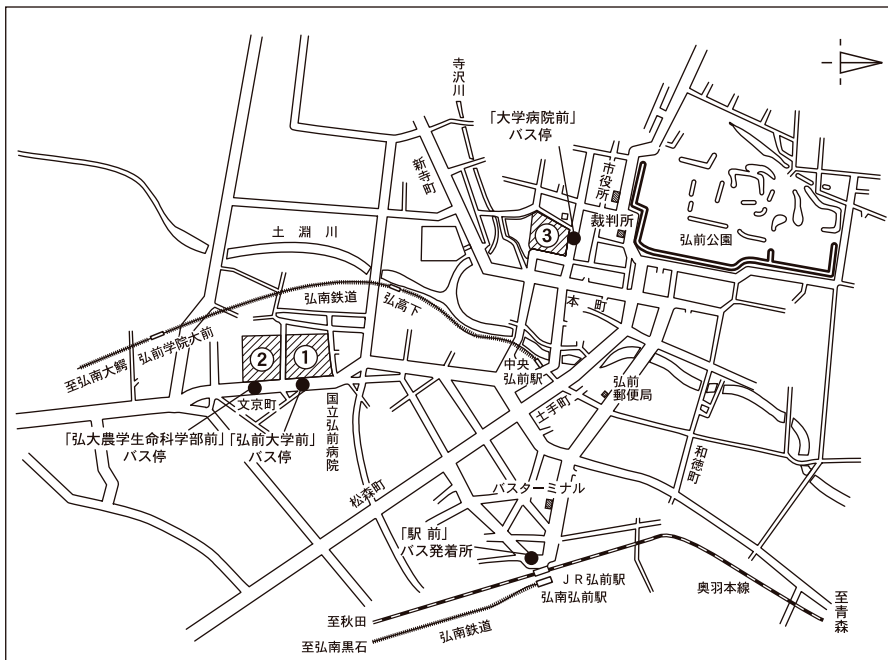 寺沢川
「大学病院前」
バス停
新寺町
市役所
裁判所
③
弘前公園
土淵川
弘南鉄道
弘高下
本町
弘前学院大前
至弘南大鰐
②
①
中央
弘前駅
弘前
郵便局
文京町
国立弘前病院
土手町
和徳町
「弘大農学生命科学部前」
バス停
「弘前大学前」
バス停
松森町
バスターミナル
「駅前」
バス発着所
JR弘前駅
弘南弘前駅
奥羽本線
至青森
至秋田
至弘南黒石
弘南鉄道